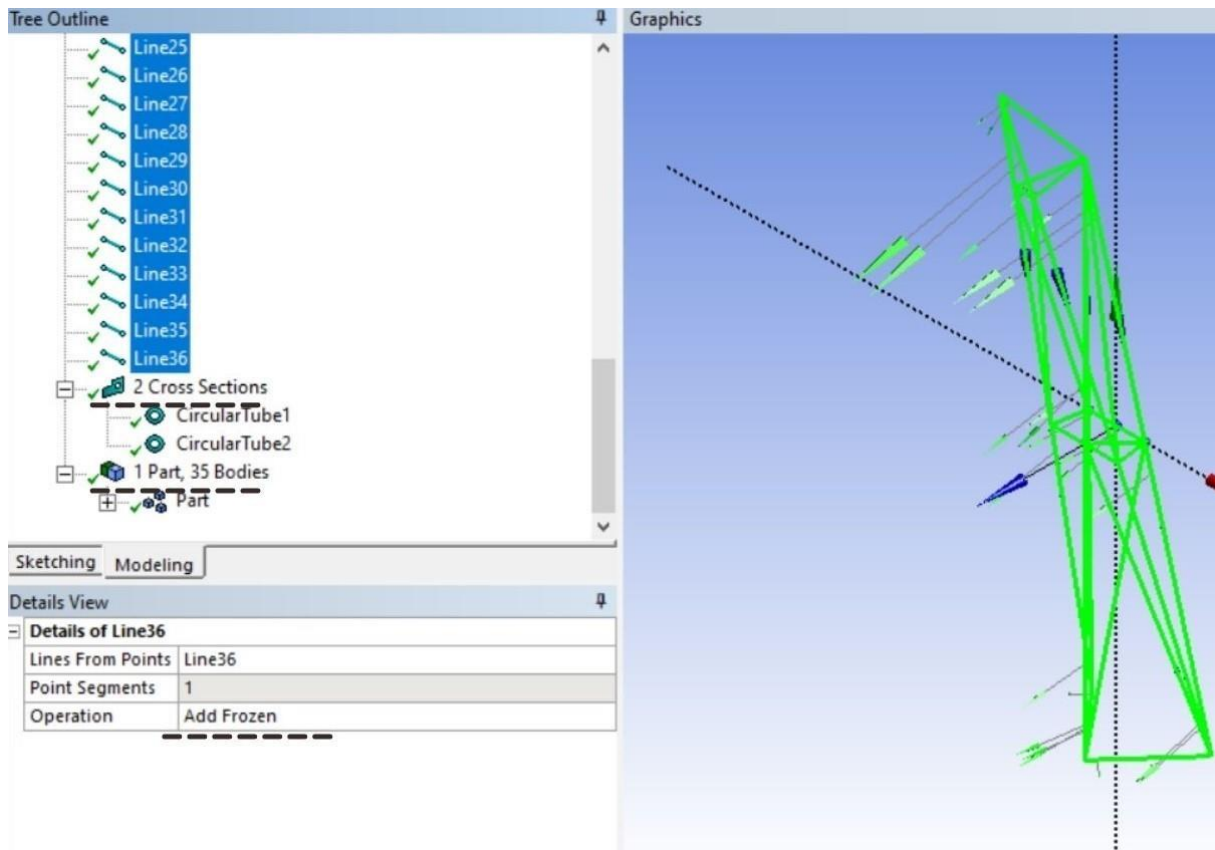 Tree Outline
Graphics
Line25
Line26
Line27
Line28
Line29
Line30
Line31
Line32
Line33
Line34
Line35
Line36
2 Cross Sections
CircularTube1
CircularTube2
1 Part, 35 Bodies
Part
Sketching Modeling
Details View
Details of Line36
Lines From Points Line36
Point Segments 1
Operation Add Frozen